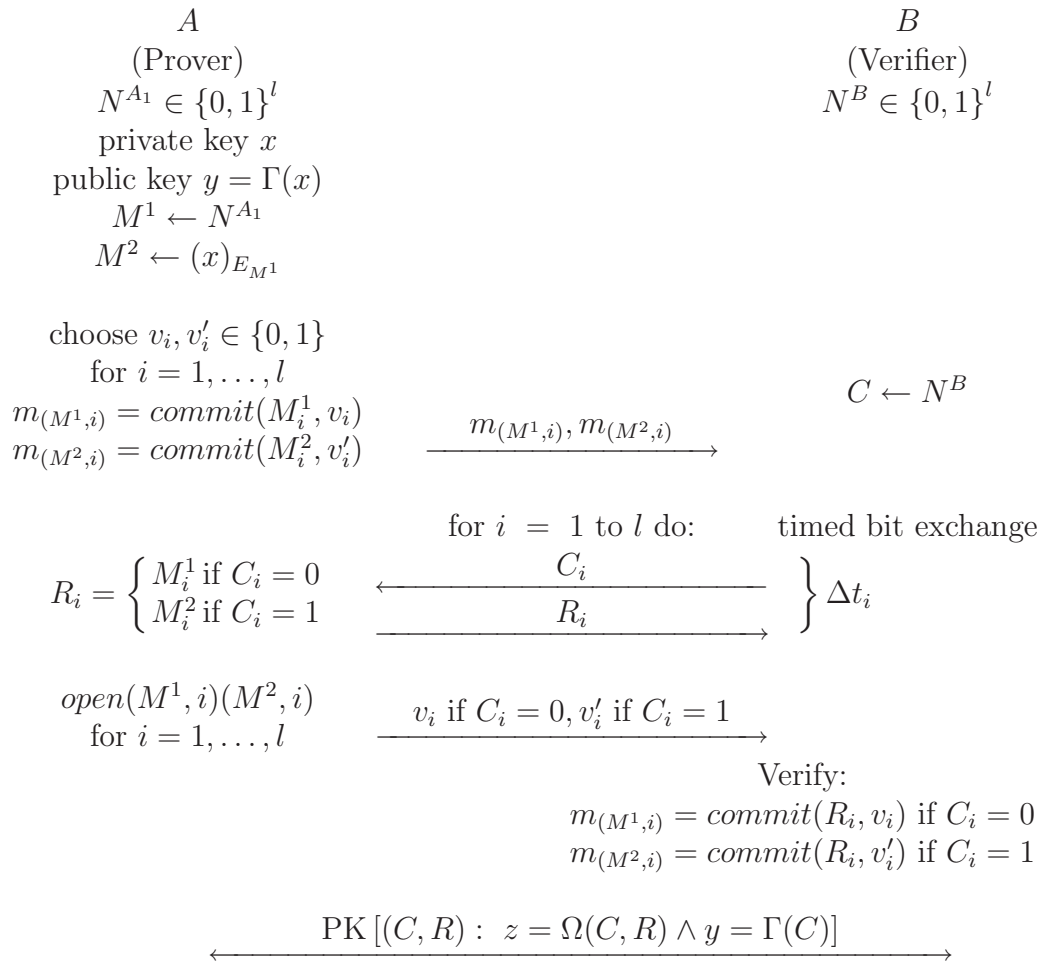 A B
(Prover) (Verifier)
N^{A_1} ∈ {0, 1}^l N^B ∈ {0, 1}^l
private key x
public key y = Γ(x)
M^1 ← N^{A_1}
M^2 ← (x)_{E_{M^1}}
choose v_i, v'_i ∈ {0, 1}
for i = 1, . . . , l
C ← N^B
m_{(M^1,i)} = commit(M^1_i, v_i)
m_{(M^2,i)} = commit(M^2_i, v'_i) m_{(M^1,i)}, m_{(M^2,i)}
for i = 1 to l do: timed bit exchange
R_i = { M^1_i if C_i = 0 C_i
M^2_i if C_i = 1 R_i } Δt_i
open(M^1, i)(M^2, i)
for i = 1, . . . , l v_i if C_i = 0, v'_i if C_i = 1
Verify:
m_{(M^1,i)} = commit(R_i, v_i) if C_i = 0
m_{(M^2,i)} = commit(R_i, v'_i) if C_i = 1
PK [(C, R) : z = Ω(C, R) ∧ y = Γ(C)]